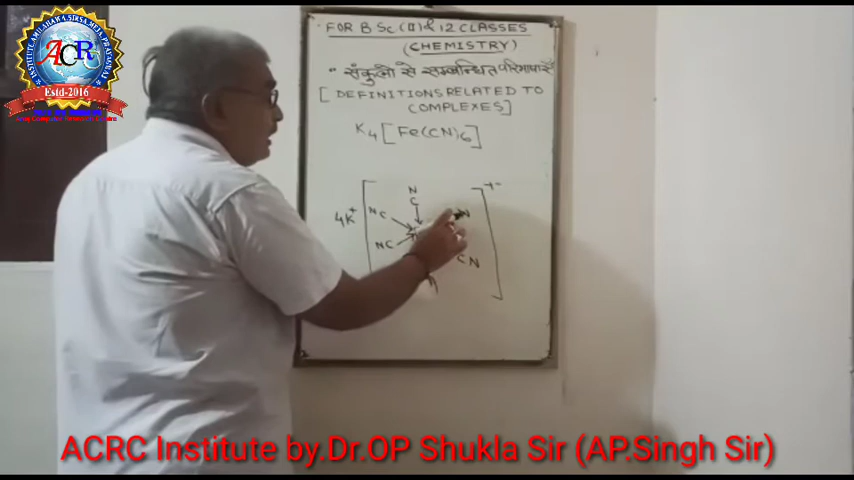 ACRC
Estd-2016
FOR B Sc (II) & 12 CLASSES
(CHEMISTRY)
" संकुलो से सम्बन्धित परिभाषाएँ
[ DEFINITIONS RELATED TO
COMPLEXES]
K4[Fe(CN)6]
N
C
4K+
NC
NC
N
CN
ACRC Institute by.Dr.OP Shukla Sir (AP.Singh Sir)